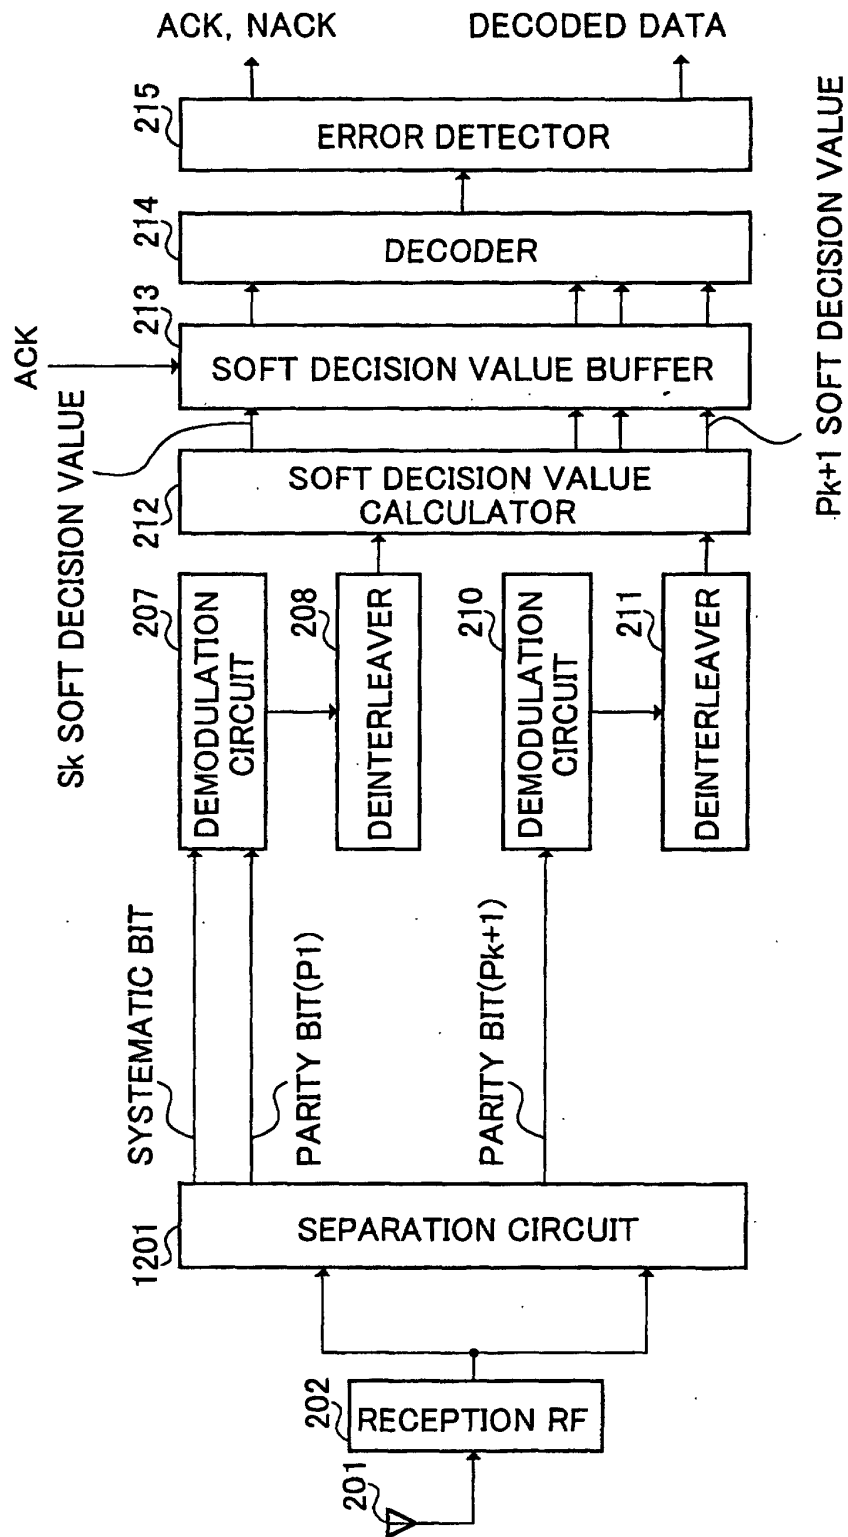 201
202
RECEPTION RF
1201
SEPARATION CIRCUIT
SYSTEMATIC BIT
PARITY BIT(P1)
PARITY BIT(Pk+1)
207
DEMODULATION
CIRCUIT
208
DEINTERLEAVER
210
DEMODULATION
CIRCUIT
211
DEINTERLEAVER
212
SOFT DECISION VALUE
CALCULATOR
Sk SOFT DECISION VALUE
Pk+1 SOFT DECISION VALUE
ACK
213
SOFT DECISION VALUE BUFFER
214
DECODER
215
ERROR DETECTOR
ACK, NACK
DECODED DATA